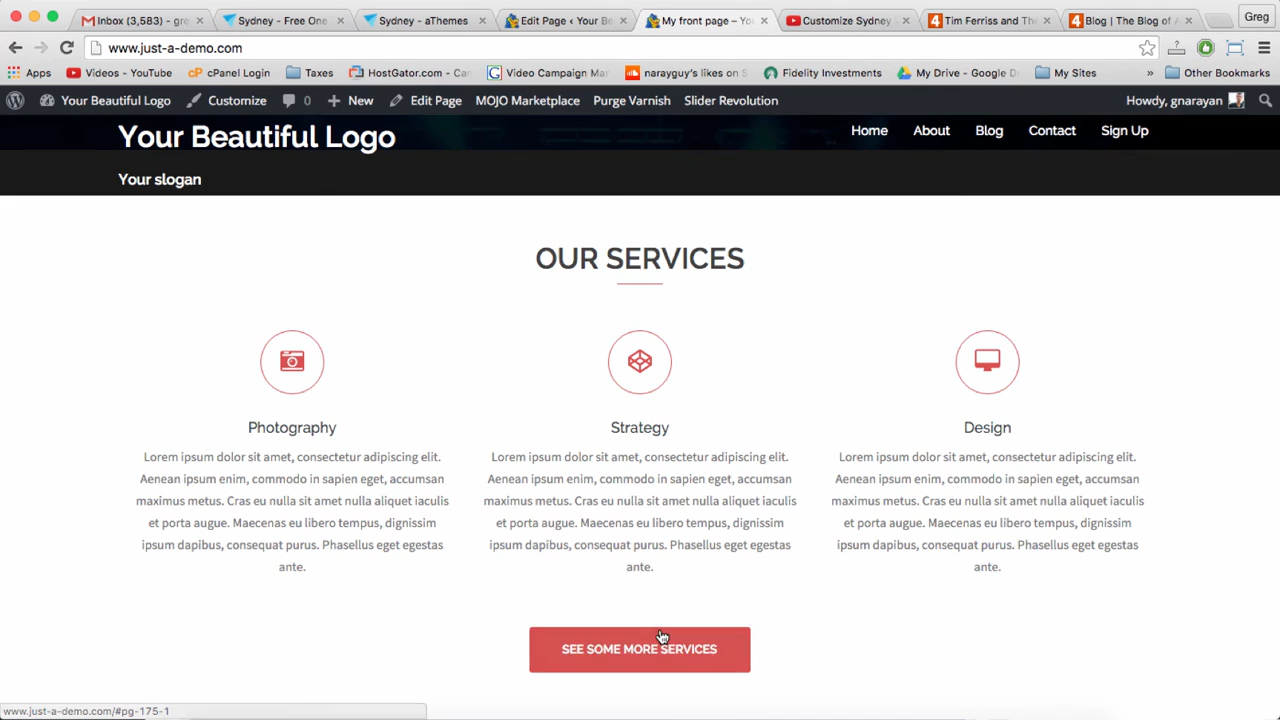 Inbox (3,583) - gre
Sydney - Free One
Sydney - aThemes
Edit Page ‹ Your Be
My front page – Yo
Customize Sydney
Tim Ferriss and The
Blog | The Blog of A
Greg
www.just-a-demo.com
Apps
Videos - YouTube
cPanel Login
Taxes
HostGator.com - Ca
Video Campaign Ma
narayguy's likes on S
Fidelity Investments
My Drive - Google D
My Sites
»
Other Bookmarks
Your Beautiful Logo
Customize
0
New
Edit Page
MOJO Marketplace
Purge Varnish
Slider Revolution
Howdy, gnarayan
Your Beautiful Logo
Home
About
Blog
Contact
Sign Up
Your slogan
OUR SERVICES
Photography
Lorem ipsum dolor sit amet, consectetur adipiscing elit.
Aenean ipsum enim, commodo in sapien eget, accumsan
maximus metus. Cras eu nulla sit amet nulla aliquet iaculis
et porta augue. Maecenas eu libero tempus, dignissim
ipsum dapibus, consequat purus. Phasellus eget egestas
ante.
Strategy
Lorem ipsum dolor sit amet, consectetur adipiscing elit.
Aenean ipsum enim, commodo in sapien eget, accumsan
maximus metus. Cras eu nulla sit amet nulla aliquet iaculis
et porta augue. Maecenas eu libero tempus, dignissim
ipsum dapibus, consequat purus. Phasellus eget egestas
ante.
Design
Lorem ipsum dolor sit amet, consectetur adipiscing elit.
Aenean ipsum enim, commodo in sapien eget, accumsan
maximus metus. Cras eu nulla sit amet nulla aliquet iaculis
et porta augue. Maecenas eu libero tempus, dignissim
ipsum dapibus, consequat purus. Phasellus eget egestas
ante.
SEE SOME MORE SERVICES
www.just-a-demo.com/#pg-175-1